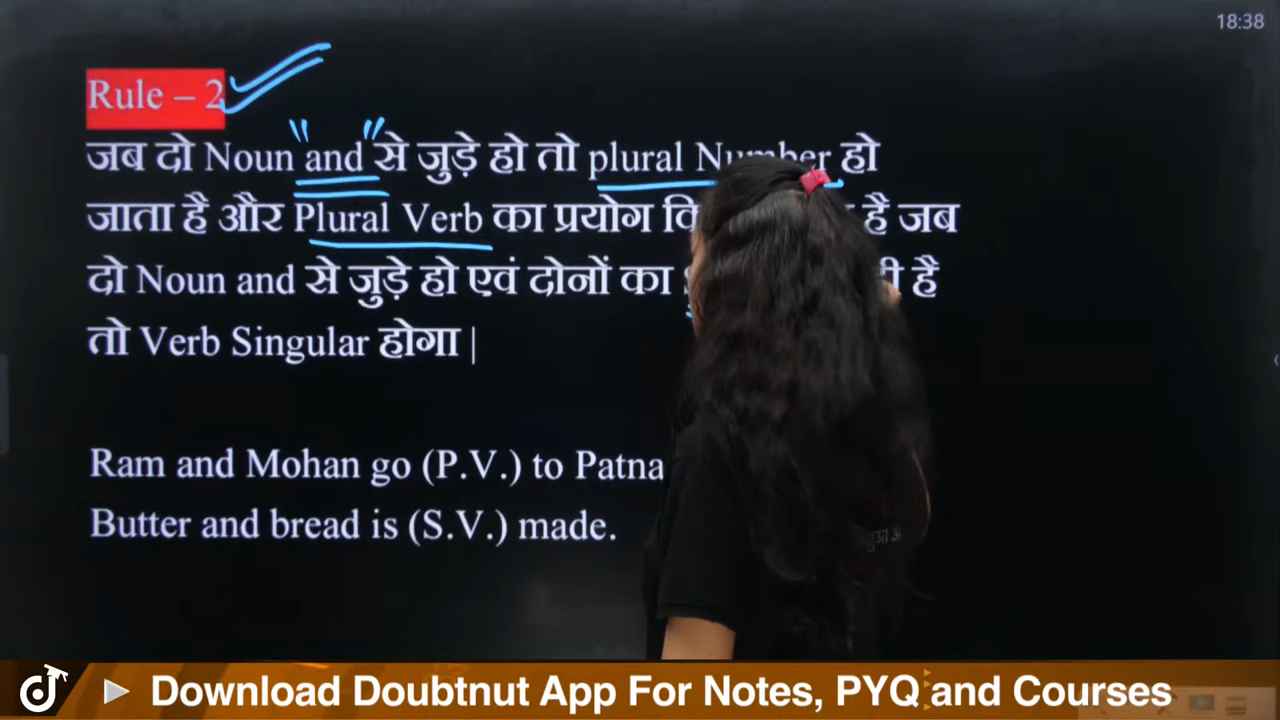 18:38
Rule – 2
जब दो Noun "and" से जुड़े हो तो plural Number हो
जाता है और Plural Verb का प्रयोग है जब
दो Noun and से जुड़े हो एवं दोनों का है
तो Verb Singular होगा |
Ram and Mohan go (P.V.) to Patna
Butter and bread is (S.V.) made.
Download Doubtnut App For Notes, PYQ and Courses